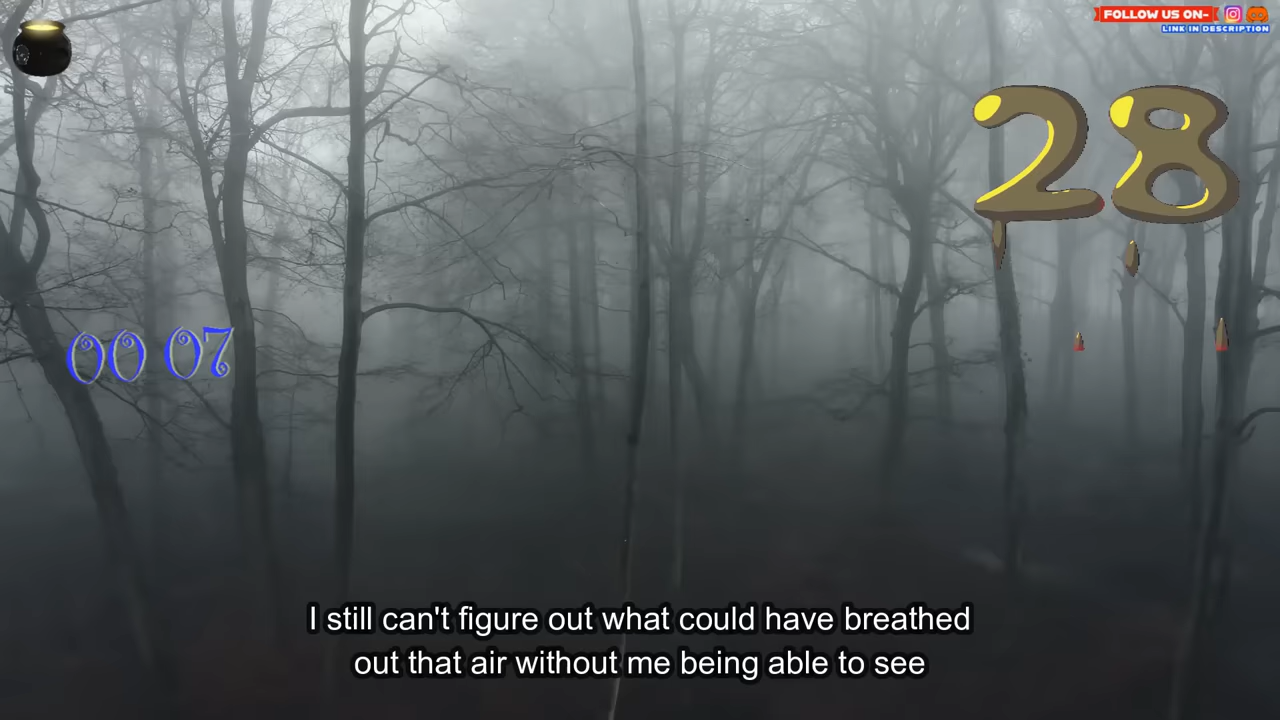 FOLLOW US ON-
LINK IN DESCRIPTION
28
00 07
I still can't figure out what could have breathed
out that air without me being able to see